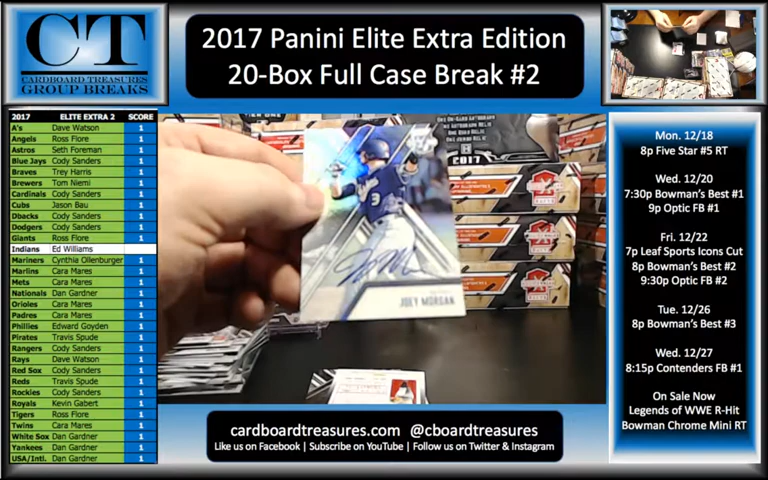 CT
CARDBOARD TREASURES
GROUP BREAKS
2017 Panini Elite Extra Edition
20-Box Full Case Break #2
2017 ELITE EXTRA 2 SCORE
A's Dave Watson 1
Angels Ross Flore 1
Astros Seth Foreman 1
Blue Jays Cody Sanders 1
Braves Trey Harris 1
Brewers Tom Niemi 1
Cardinals Cody Sanders 1
Cubs Jason Bau 1
Dbacks Cody Sanders 1
Dodgers Cody Sanders 1
Giants Ross Flore 1
Indians Ed Williams
Mariners Cynthia Ollenburger 1
Marlins Cara Mares 1
Mets Cara Mares 1
Nationals Dan Gardner 1
Orioles Cara Mares 1
Padres Cara Mares 1
Phillies Edward Goyden 1
Pirates Travis Spude 1
Rangers Cody Sanders 1
Rays Dave Watson 1
Red Sox Cody Sanders 1
Reds Travis Spude 1
Rockies Cody Sanders 1
Royals Kevin Gabert 1
Tigers Ross Flore 1
Twins Cara Mares 1
White Sox Dan Gardner 1
Yankees Dan Gardner 1
USA/Intl. Dan Gardner 1
2017
3
JOEY MORGAN
Mon. 12/18
8p Five Star #5 RT
Wed. 12/20
7:30p Bowman's Best #1
9p Optic FB #1
Fri. 12/22
7p Leaf Sports Icons Cut
8p Bowman's Best #2
9:30p Optic FB #2
Tue. 12/26
8p Bowman's Best #3
Wed. 12/27
8:15p Contenders FB #1
On Sale Now
Legends of WWE R-Hit
Bowman Chrome Mini RT
cardboardtreasures.com @cboardtreasures
Like us on Facebook | Subscribe on YouTube | Follow us on Twitter & Instagram